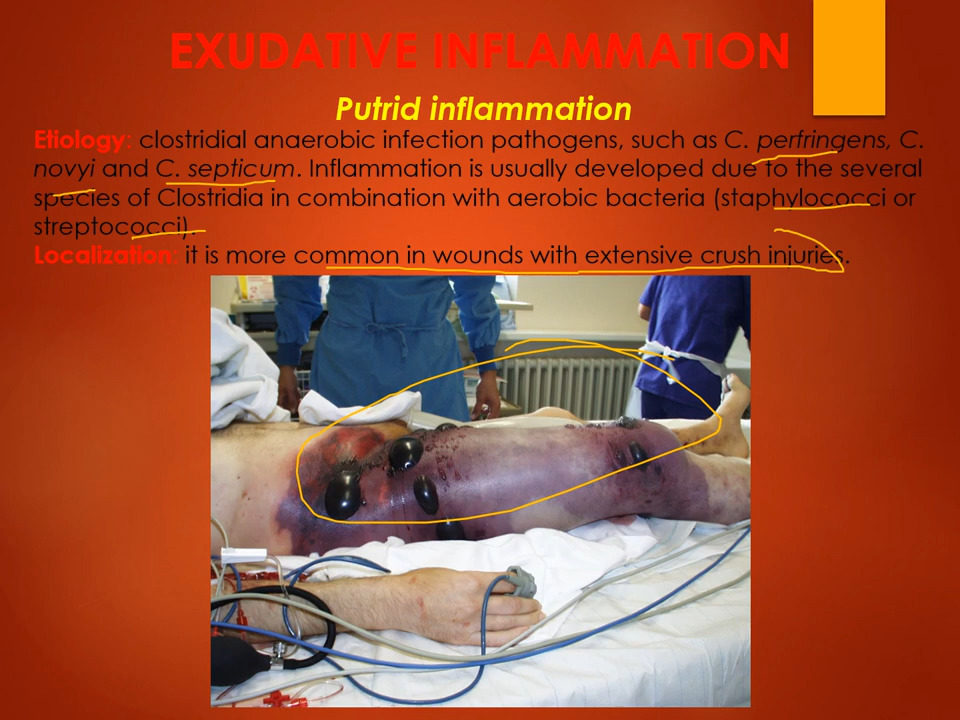 EXUDATIVE INFLAMMATION
Putrid inflammation
Etiology: clostridial anaerobic infection pathogens, such as C. perfringens, C.
novyi and C. septicum. Inflammation is usually developed due to the several
species of Clostridia in combination with aerobic bacteria (staphylococci or
streptococci).
Localization: it is more common in wounds with extensive crush injuries.